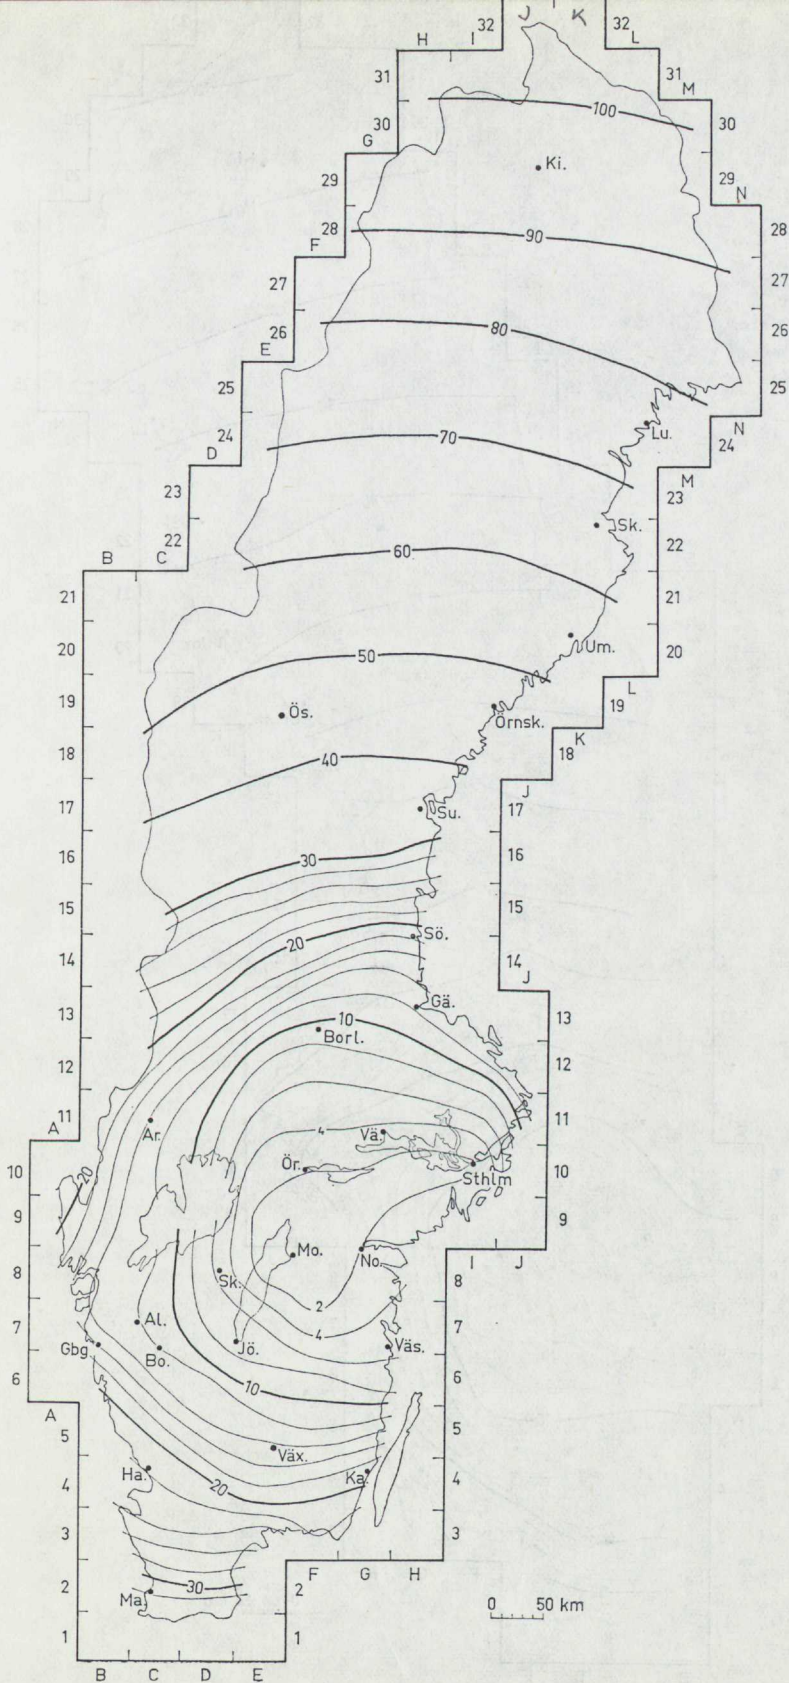 J K
32 32
H I L
31 31
M
100
30 30
G
Ki.
29 29
N
28 28
F 90
27 27
26 26
80
E
25 25
N
Lu.
24 70 24
D
M
23 23
Sk.
22 22
B C 60
21 21
Um.
20 50 20
L
19 Ös. Örnsk. 19
K
18 40 18
J
17 Su. 17
16 30 16
15 15
20 Sö.
14 14
J
Gä.
13 10 13
Borl.
12 12
A 11 Ar. 4 Vä. 11
10 20 Ör. Sthlm 10
9 9
Mo. No. I J
8 Sk. 8
2
7 Al. 4 7
Gbg Bo. Jö. Väs.
6 10 6
A
5 Väx. 5
Ha. Ka.
4 20 4
3 3
F G H
2 30 2
Ma. 0 50 km
1 1
B C D E